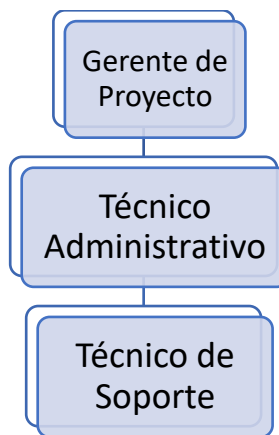 Gerente de
Proyecto
Técnico
Administrativo
Técnico de
Soporte